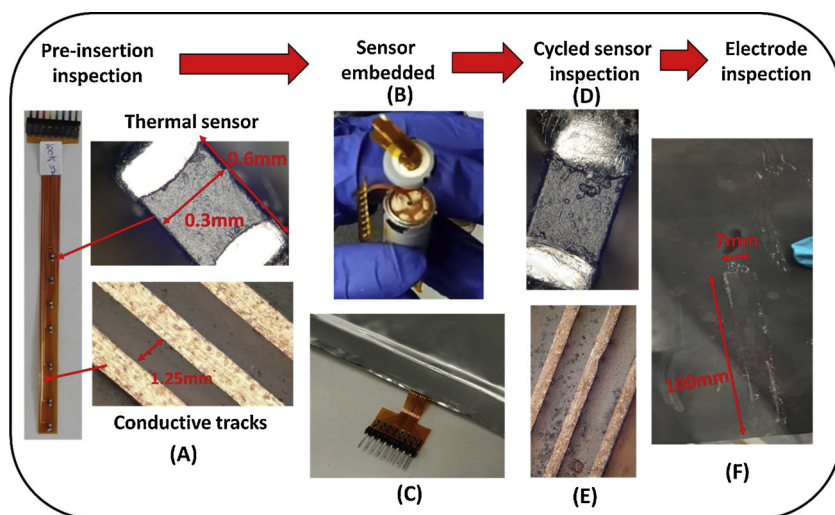 Pre-insertion
inspection
Sensor
embedded
(B)
Cycled sensor
inspection
(D)
Electrode
inspection
Thermal sensor
0.6mm
0.3mm
1.25mm
Conductive tracks
(A)
(C)
(E)
7mm
100mm
(F)